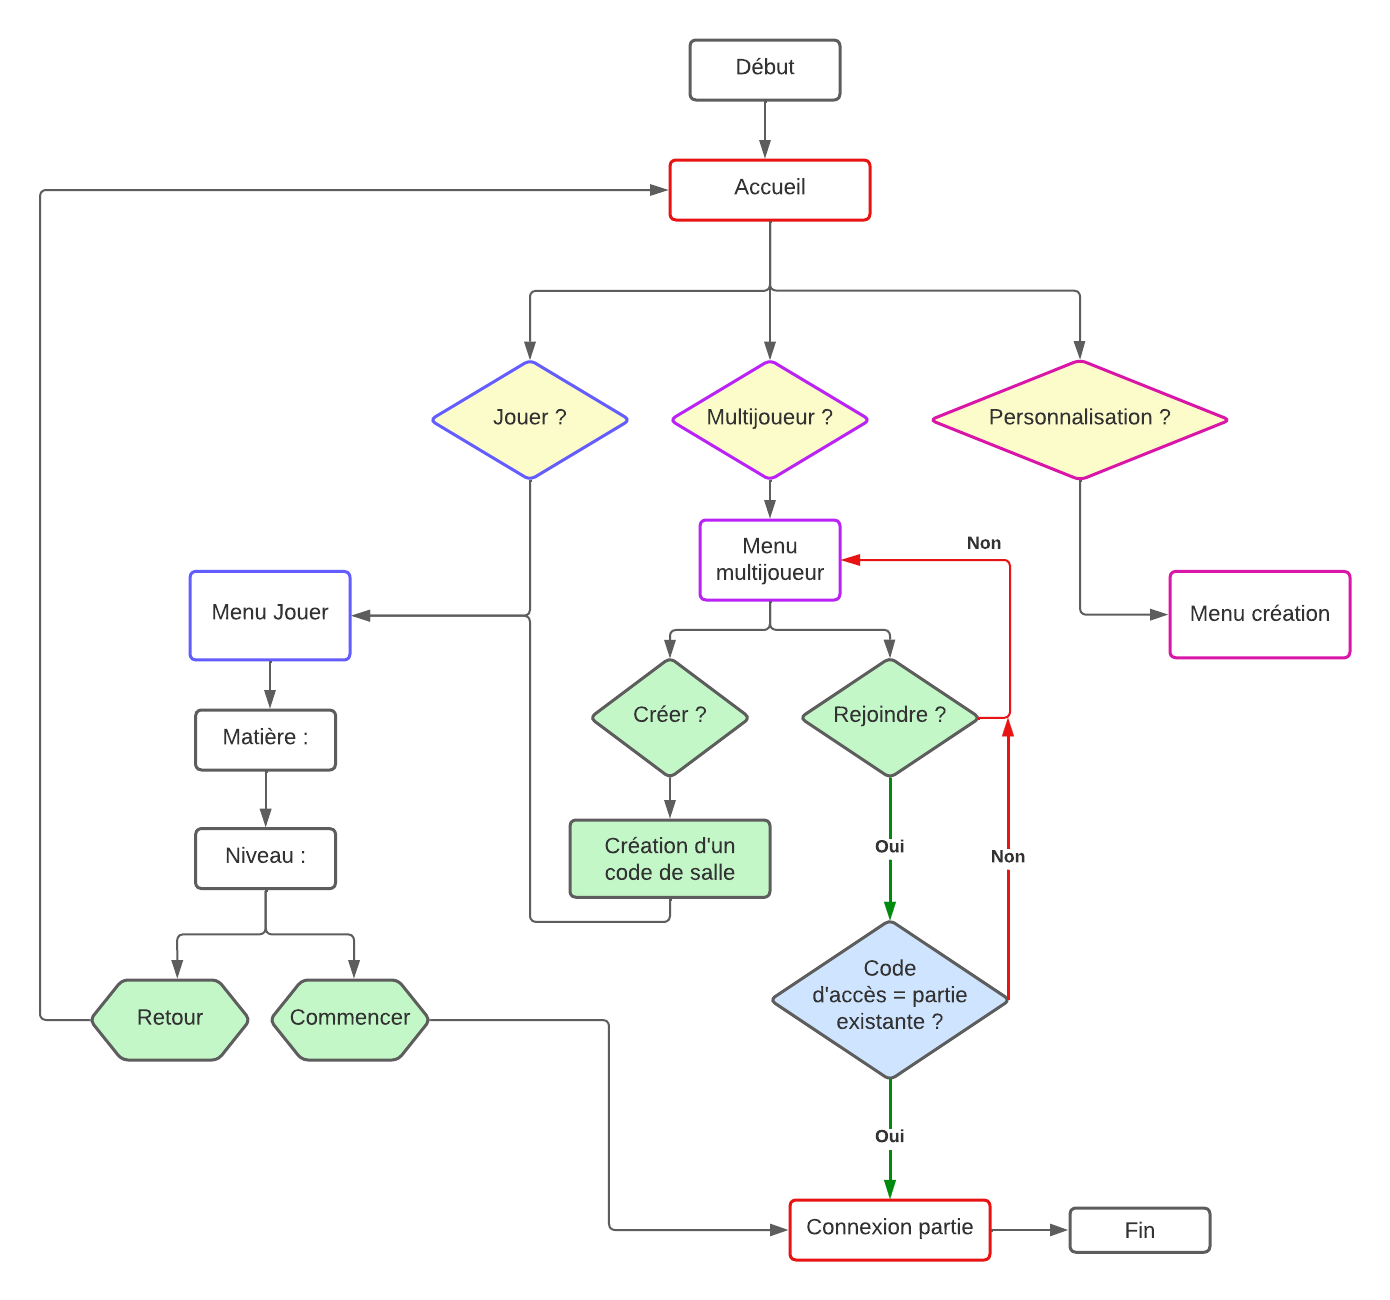 Début
Accueil
Jouer ?
Multijoueur ?
Personnalisation ?
Menu
multijoueur
Non
Menu Jouer
Menu création
Matière :
Créer ?
Rejoindre ?
Niveau :
Création d'un
code de salle
Oui
Non
Code
d'accès = partie
existante ?
Retour
Commencer
Oui
Connexion partie
Fin